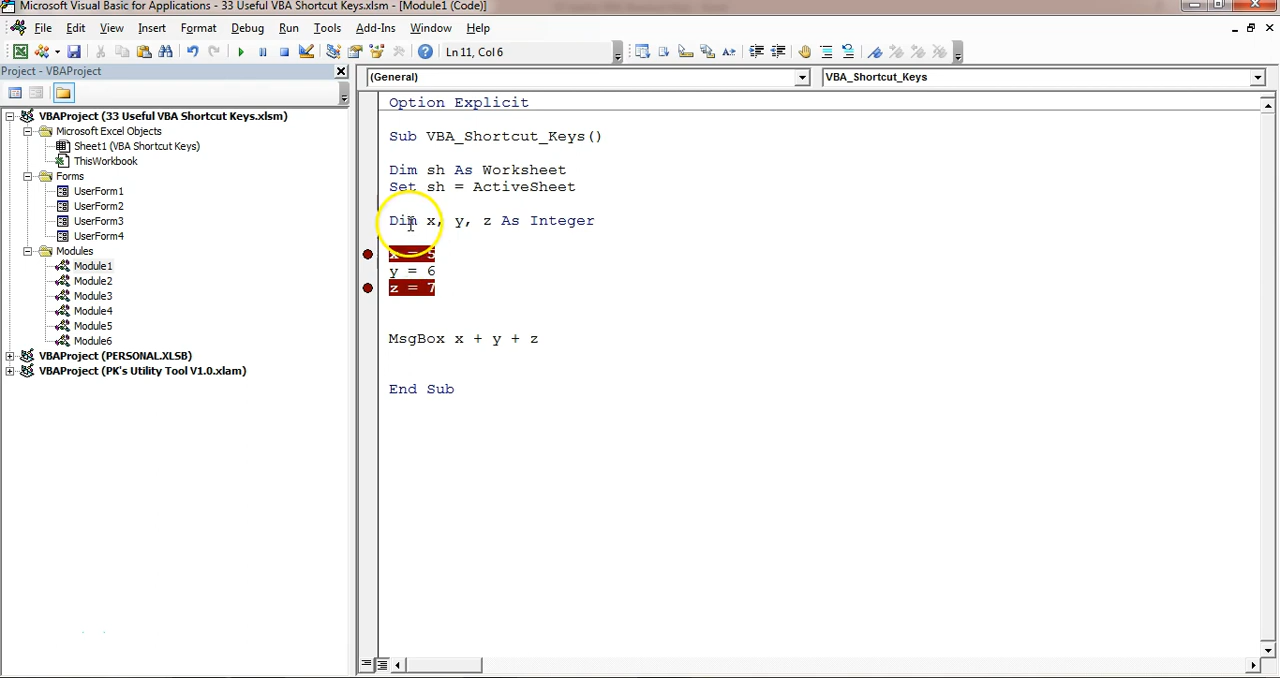 Microsoft Visual Basic for Applications - 33 Useful VBA Shortcut Keys.xlsm - [Module1 (Code)]
File Edit View Insert Format Debug Run Tools Add-Ins Window Help
Ln 11, Col 6
Project - VBAProject
(General) VBA_Shortcut_Keys
VBAProject (33 Useful VBA Shortcut Keys.xlsm)
Microsoft Excel Objects
Sheet1 (VBA Shortcut Keys)
ThisWorkbook
Forms
UserForm1
UserForm2
UserForm3
UserForm4
Modules
Module1
Module2
Module3
Module4
Module5
Module6
VBAProject (PERSONAL.XLSB)
VBAProject (PK's Utility Tool V1.0.xlam)
Option Explicit
Sub VBA_Shortcut_Keys()
Dim sh As Worksheet
Set sh = ActiveSheet
Dim x, y, z As Integer
x = 5
y = 6
z = 7
MsgBox x + y + z
End Sub